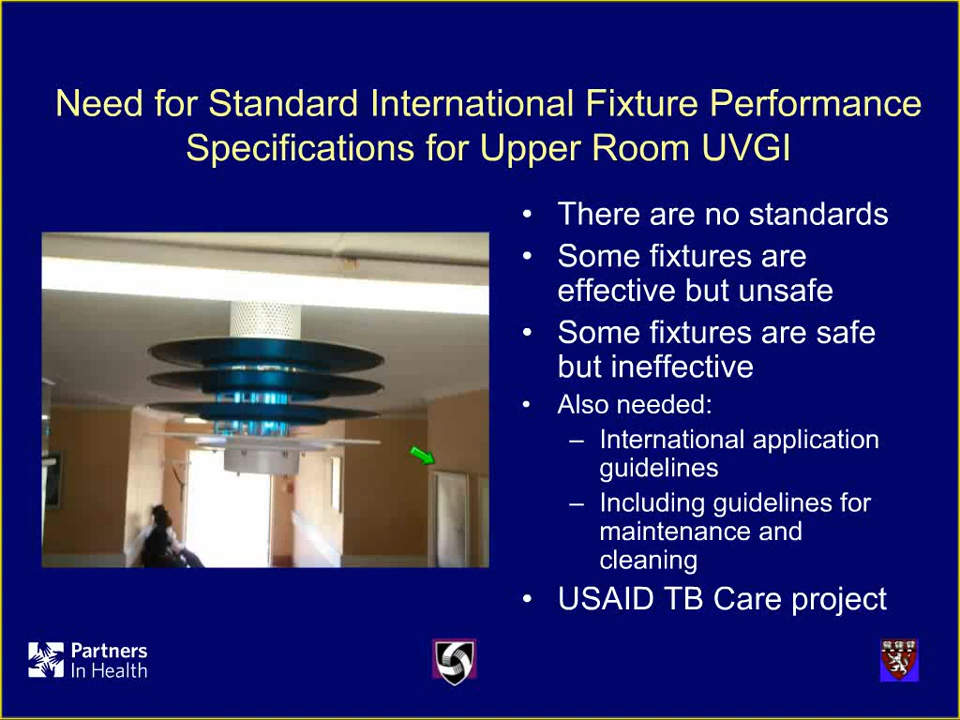 Need for Standard International Fixture Performance
Specifications for Upper Room UVGI
• There are no standards
• Some fixtures are
effective but unsafe
• Some fixtures are safe
but ineffective
• Also needed:
– International application
guidelines
– Including guidelines for
maintenance and
cleaning
• USAID TB Care project
Partners
In Health